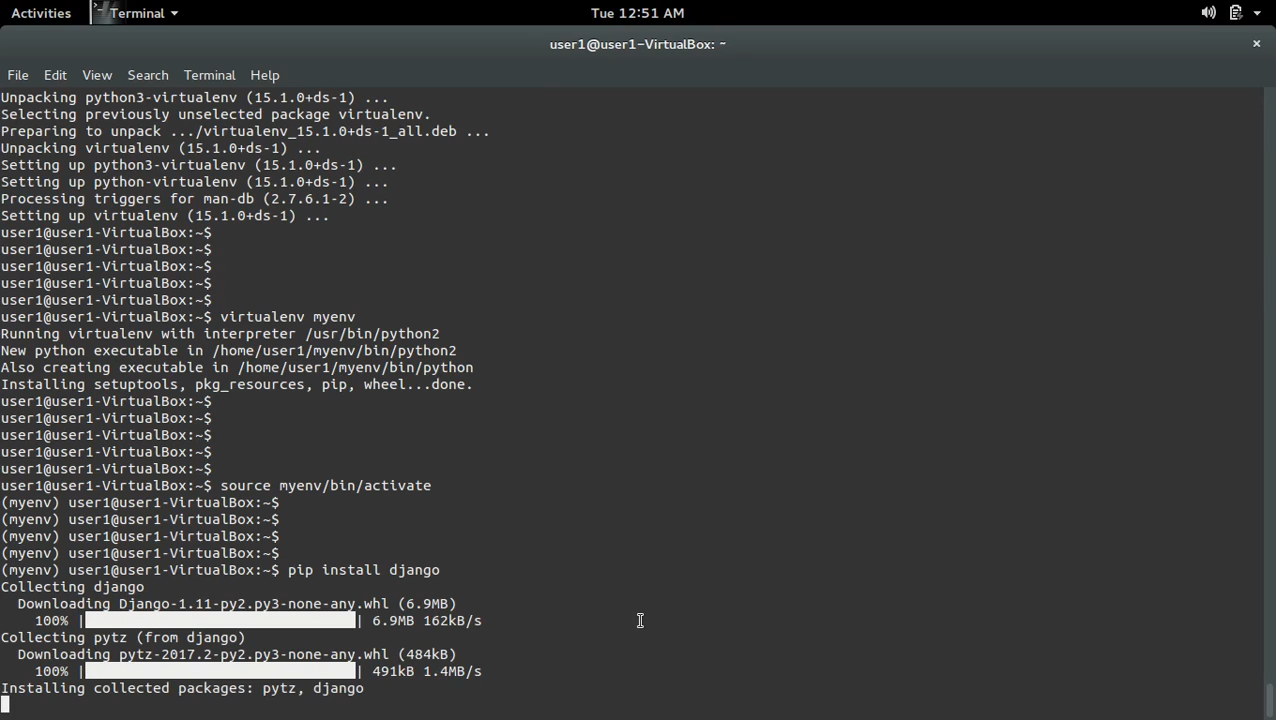 Activities Terminal Tue 12:51 AM
user1@user1-VirtualBox: ~ ×
File Edit View Search Terminal Help
Unpacking python3-virtualenv (15.1.0+ds-1) ...
Selecting previously unselected package virtualenv.
Preparing to unpack .../virtualenv_15.1.0+ds-1_all.deb ...
Unpacking virtualenv (15.1.0+ds-1) ...
Setting up python3-virtualenv (15.1.0+ds-1) ...
Setting up python-virtualenv (15.1.0+ds-1) ...
Processing triggers for man-db (2.7.6.1-2) ...
Setting up virtualenv (15.1.0+ds-1) ...
user1@user1-VirtualBox:~$
user1@user1-VirtualBox:~$
user1@user1-VirtualBox:~$
user1@user1-VirtualBox:~$
user1@user1-VirtualBox:~$
user1@user1-VirtualBox:~$ virtualenv myenv
Running virtualenv with interpreter /usr/bin/python2
New python executable in /home/user1/myenv/bin/python2
Also creating executable in /home/user1/myenv/bin/python
Installing setuptools, pkg_resources, pip, wheel...done.
user1@user1-VirtualBox:~$
user1@user1-VirtualBox:~$
user1@user1-VirtualBox:~$
user1@user1-VirtualBox:~$
user1@user1-VirtualBox:~$
user1@user1-VirtualBox:~$ source myenv/bin/activate
(myenv) user1@user1-VirtualBox:~$
(myenv) user1@user1-VirtualBox:~$
(myenv) user1@user1-VirtualBox:~$
(myenv) user1@user1-VirtualBox:~$
(myenv) user1@user1-VirtualBox:~$ pip install django
Collecting django
Downloading Django-1.11-py2.py3-none-any.whl (6.9MB)
100% |████████████████████████████████| 6.9MB 162kB/s
Collecting pytz (from django)
Downloading pytz-2017.2-py2.py3-none-any.whl (484kB)
100% |████████████████████████████████| 491kB 1.4MB/s
Installing collected packages: pytz, django